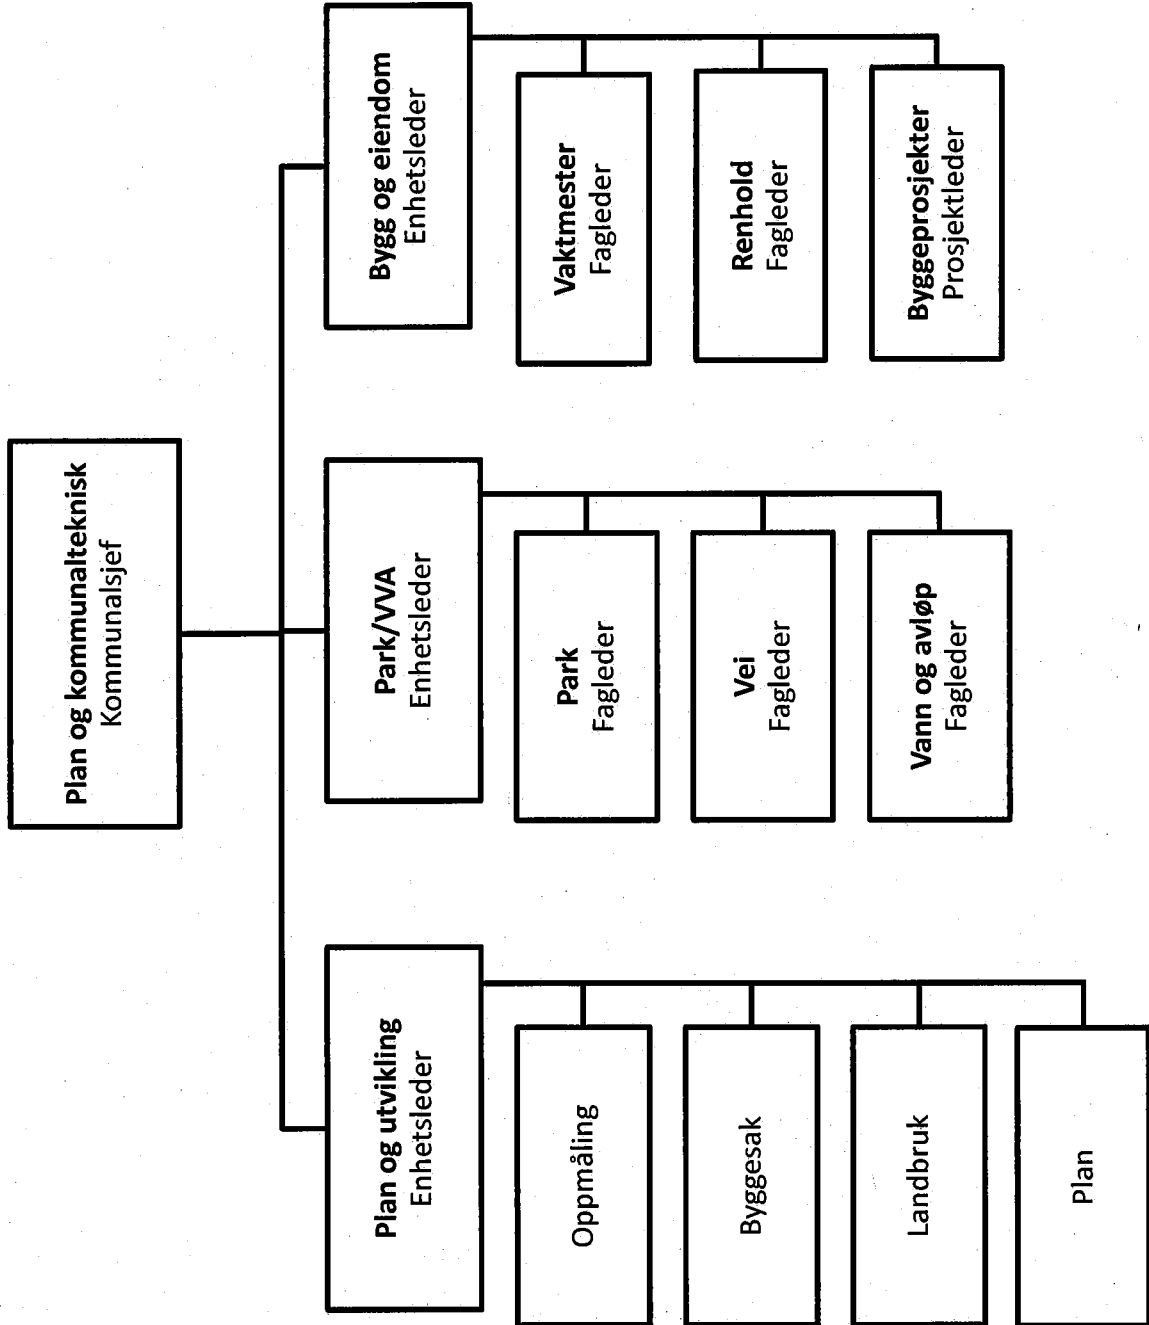 Plan og kommunalteknisk
Kommunalsjef
Plan og utvikling
Enhetsleder
Oppmåling
Byggesak
Landbruk
Plan
Park/VVA
Enhetsleder
Park
Fagleder
Vei
Fagleder
Vann og avløp
Fagleder
Bygg og eiendom
Enhetsleder
Vaktmester
Fagleder
Renhold
Fagleder
Byggeprosjekter
Prosjektleder